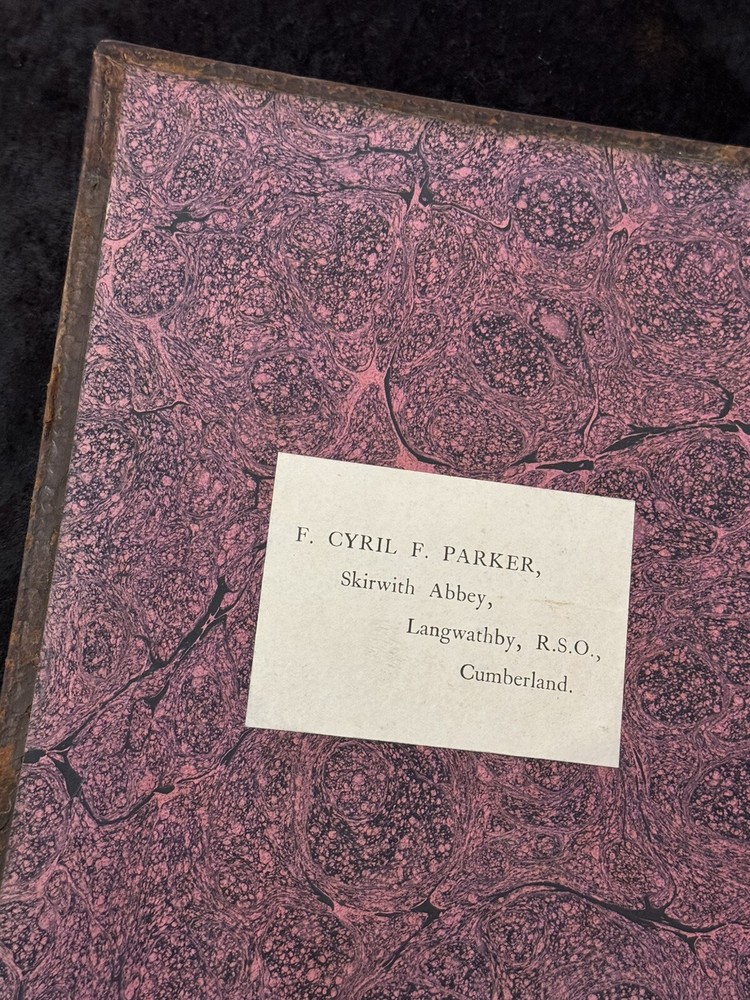 F. CYRIL F. PARKER,
Skirwith Abbey,
Langwathby, R.S.O.,
Cumberland.